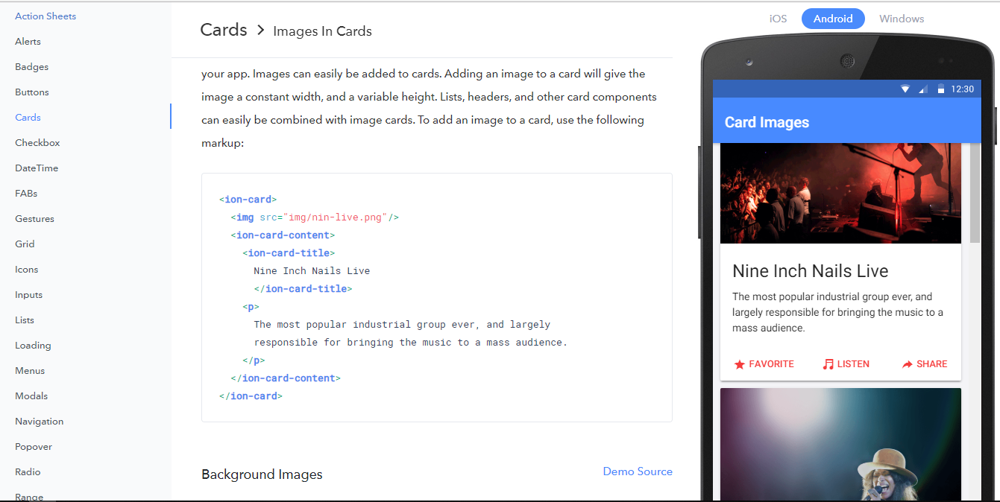 Action Sheets
Alerts
Badges
Buttons
Cards
Checkbox
DateTime
FABs
Gestures
Grid
Icons
Inputs
Lists
Loading
Menus
Modals
Navigation
Popover
Radio
Range
Cards > Images In Cards
your app. Images can easily be added to cards. Adding an image to a card will give the
image a constant width, and a variable height. Lists, headers, and other card components
can easily be combined with image cards. To add an image to a card, use the following
markup:
<ion-card>
  <img src="img/nin-live.png"/>
  <ion-card-content>
    <ion-card-title>
      Nine Inch Nails Live
      </ion-card-title>
    <p>
      The most popular industrial group ever, and largely
      responsible for bringing the music to a mass audience.
    </p>
  </ion-card-content>
</ion-card>
Background Images
Demo Source
iOS Android Windows
12:30
Card Images
Nine Inch Nails Live
The most popular industrial group ever, and
largely responsible for bringing the music to a
mass audience.
FAVORITE LISTEN SHARE